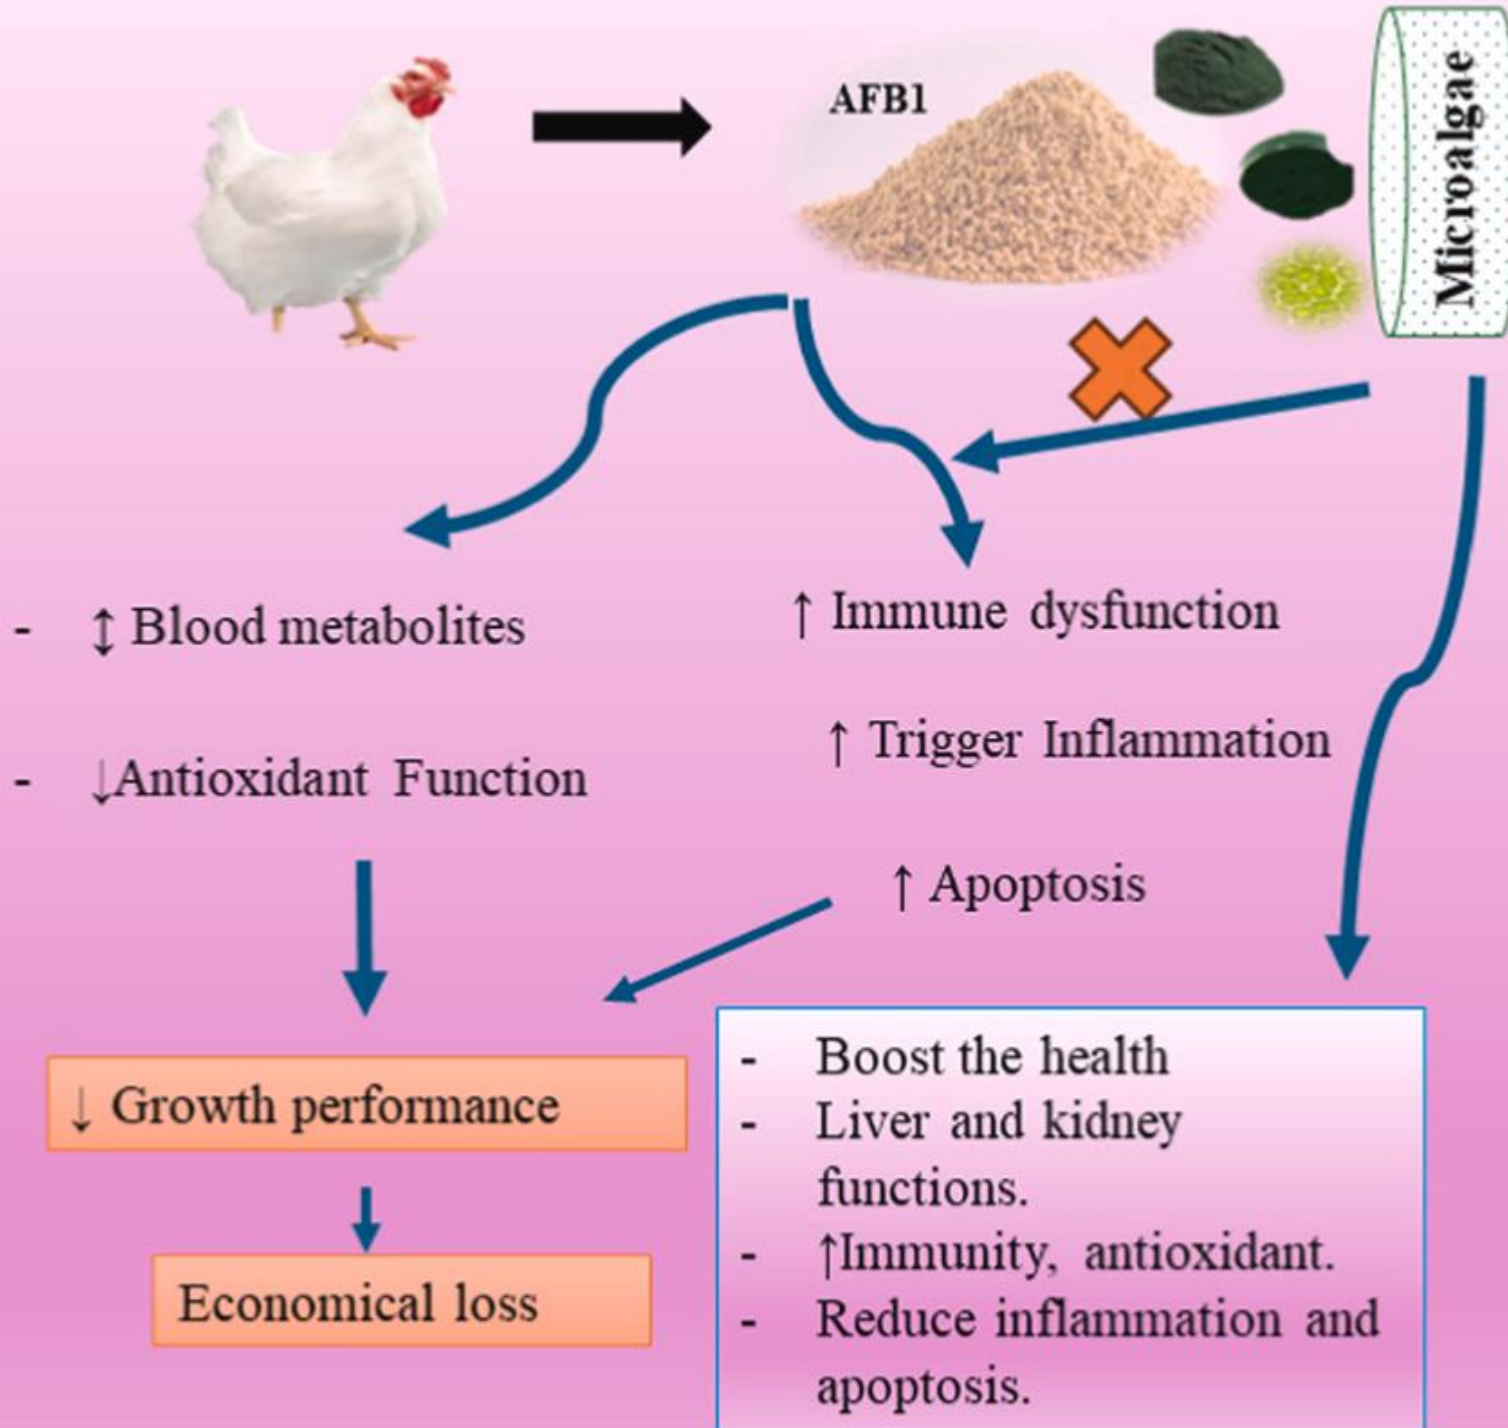 AFB1
Microalgae
- ↕ Blood metabolites
- ↓Antioxidant Function
↑ Immune dysfunction
↑ Trigger Inflammation
↑ Apoptosis
↓ Growth performance
Economical loss
- Boost the health
- Liver and kidney
functions.
- ↑Immunity, antioxidant.
- Reduce inflammation and
apoptosis.